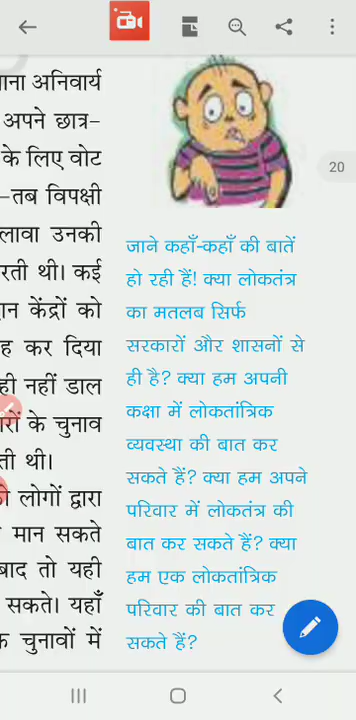 20
ाना अनिवार्य
अपने छात्र–
के लिए वोट
–तब विपक्षी
लावा उनकी
रती थी। कई
ान केंद्रों को
ह कर दिया
ही नहीं डाल
रों के चुनाव
ती थी।
लोगों द्वारा
मान सकते
बाद तो यही
सकते। यहाँ
क चुनावों में
जाने कहाँ-कहाँ की बातें
हो रही हैं! क्या लोकतंत्र
का मतलब सिर्फ
सरकारों और शासनों से
ही है? क्या हम अपनी
कक्षा में लोकतांत्रिक
व्यवस्था की बात कर
सकते हैं? क्या हम अपने
परिवार में लोकतंत्र की
बात कर सकते हैं? क्या
हम एक लोकतांत्रिक
परिवार की बात कर
सकते हैं?